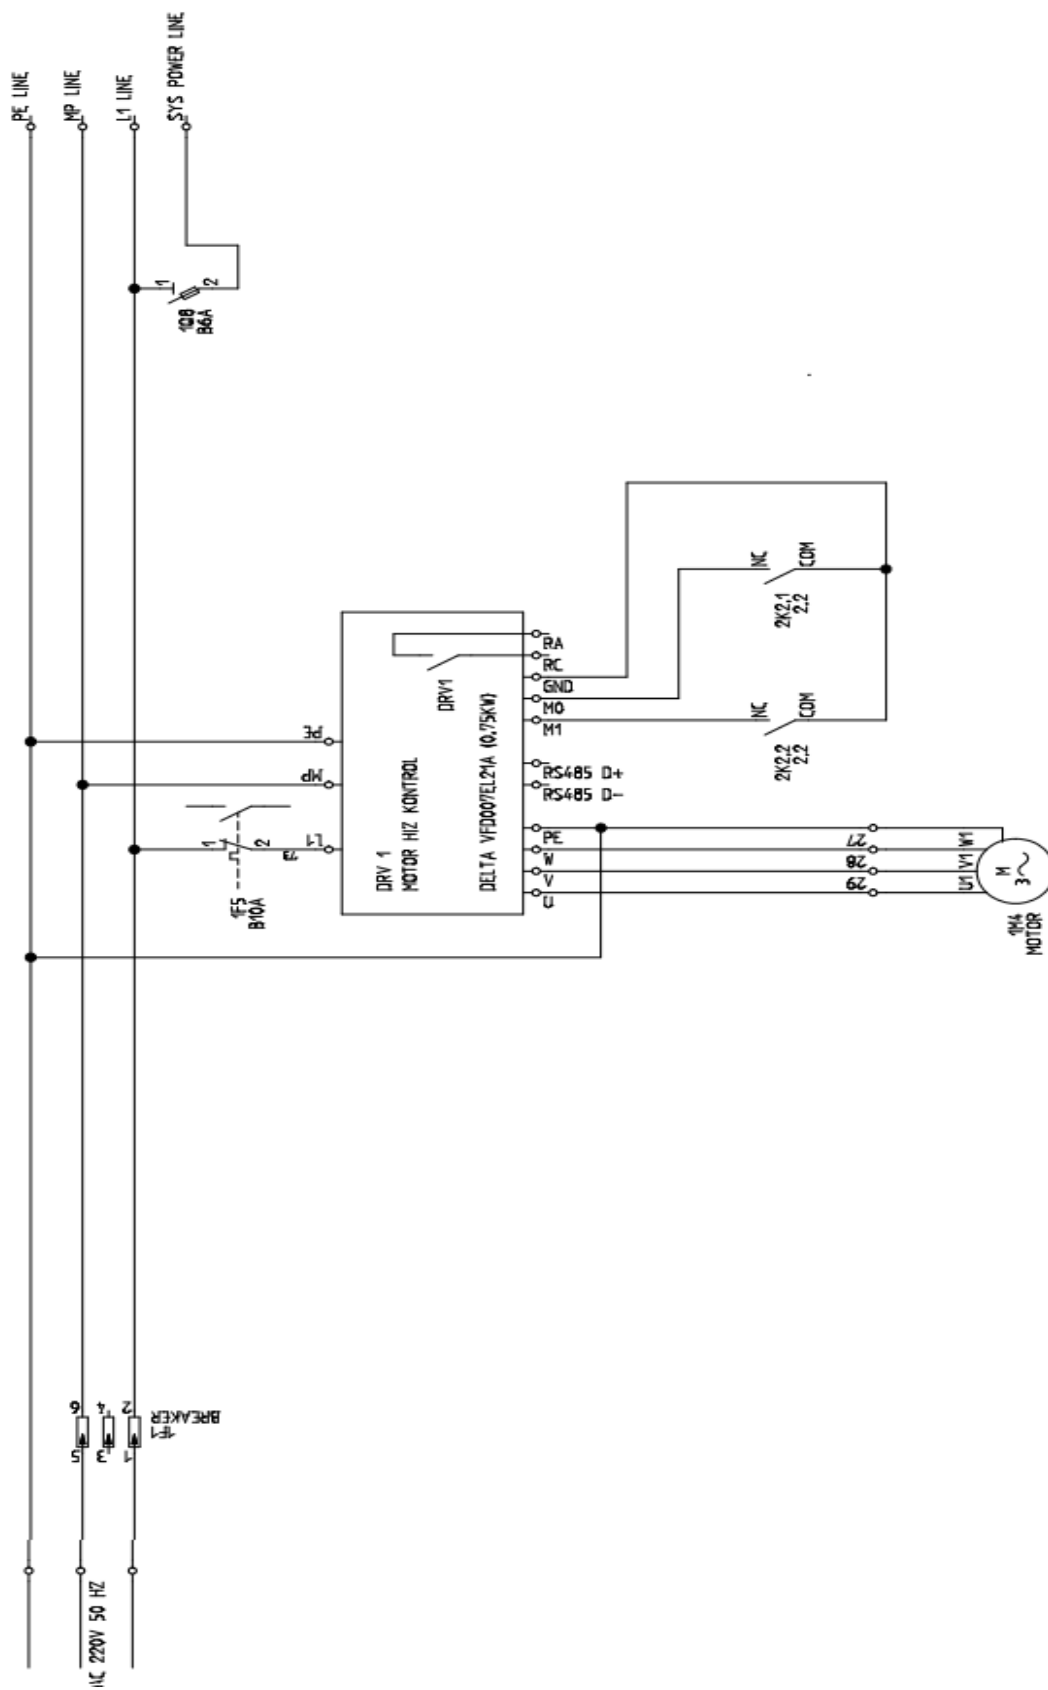 PE LINE
MP LINE
L1 LINE
SYS POWER LINE
1
2
1Q8
B6A
NC
COM
2K2,1
2,2
NC
COM
2K2,2
2,2
RA
RC
GND
M0
M1
RS485 D+
RS485 D-
PE
W
V
U
DRV1
DRV 1
MOTOR HIZ KONTROL
DELTA VFD007EL21A (0,75KW)
PE
MP
L1
1
2
13
1F5
B10A
27
28
29
W1
V1
U1
M
3~
1M4
MOTOR
6
4
2
5
3
1
1F1
BREAKER
AC 220V 50 HZ